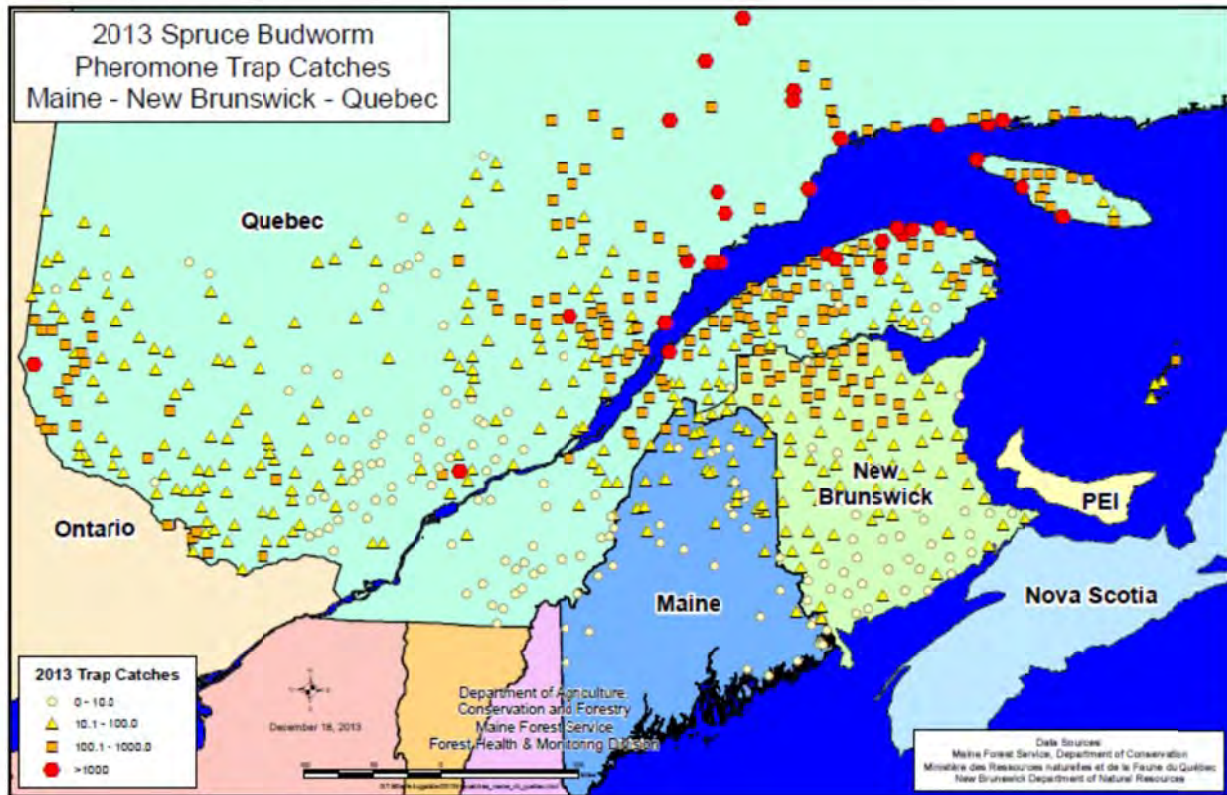 2013 Spruce Budworm
Pheromone Trap Catches
Maine - New Brunswick - Quebec
Quebec
Ontario
New
Brunswick
PEI
Maine
Nova Scotia
2013 Trap Catches
0 - 10.0
10.1 - 100.0
100.1 - 1000.0
>1000
December 16, 2013
Department of Agriculture,
Conservation and Forestry
Maine Forest Service
Forest Health & Monitoring Division
Data Sources:
Maine Forest Service, Department of Conservation
Ministère des Ressources naturelles et de la Faune du Québec
New Brunswick Department of Natural Resources